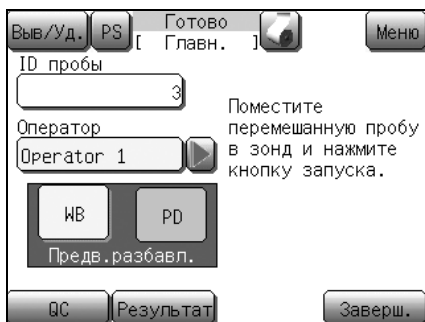 Выв/Уд. PS Готово Меню
[ Главн. ]
ID пробы
3
Оператор
Operator 1
Поместите
перемешанную пробу
в зонд и нажмите
кнопку запуска.
WB PD
Предв.разбавл.
QC Результат Заверш.